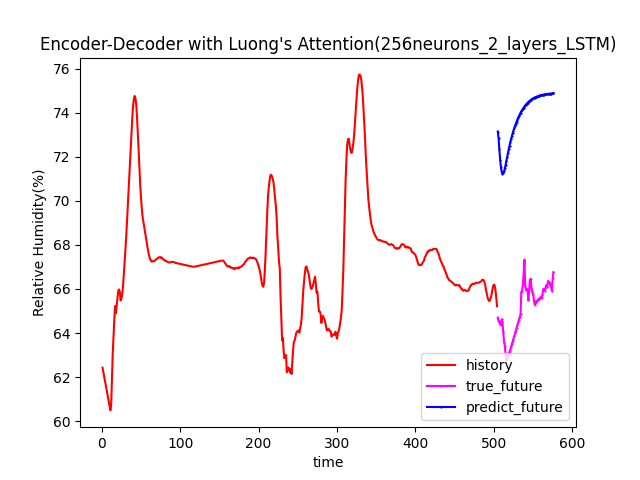 Encoder-Decoder with Luong's Attention(256neurons_2_layers_LSTM)
Relative Humidity(%)
76
74
72
70
68
66
64
62
60
0 100 200 300 400 500 600
time
history
true_future
predict_future